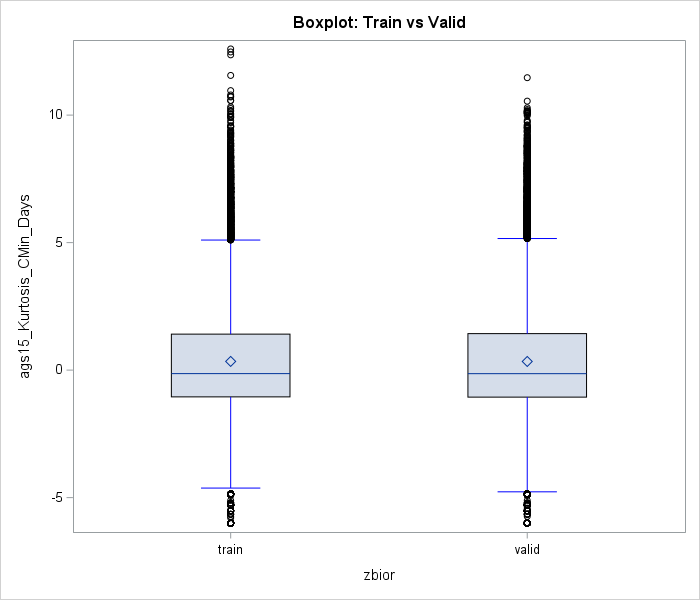 Boxplot: Train vs Valid
ags15_Kurtosis_CMin_Days
10
5
0
-5
train valid
zbior